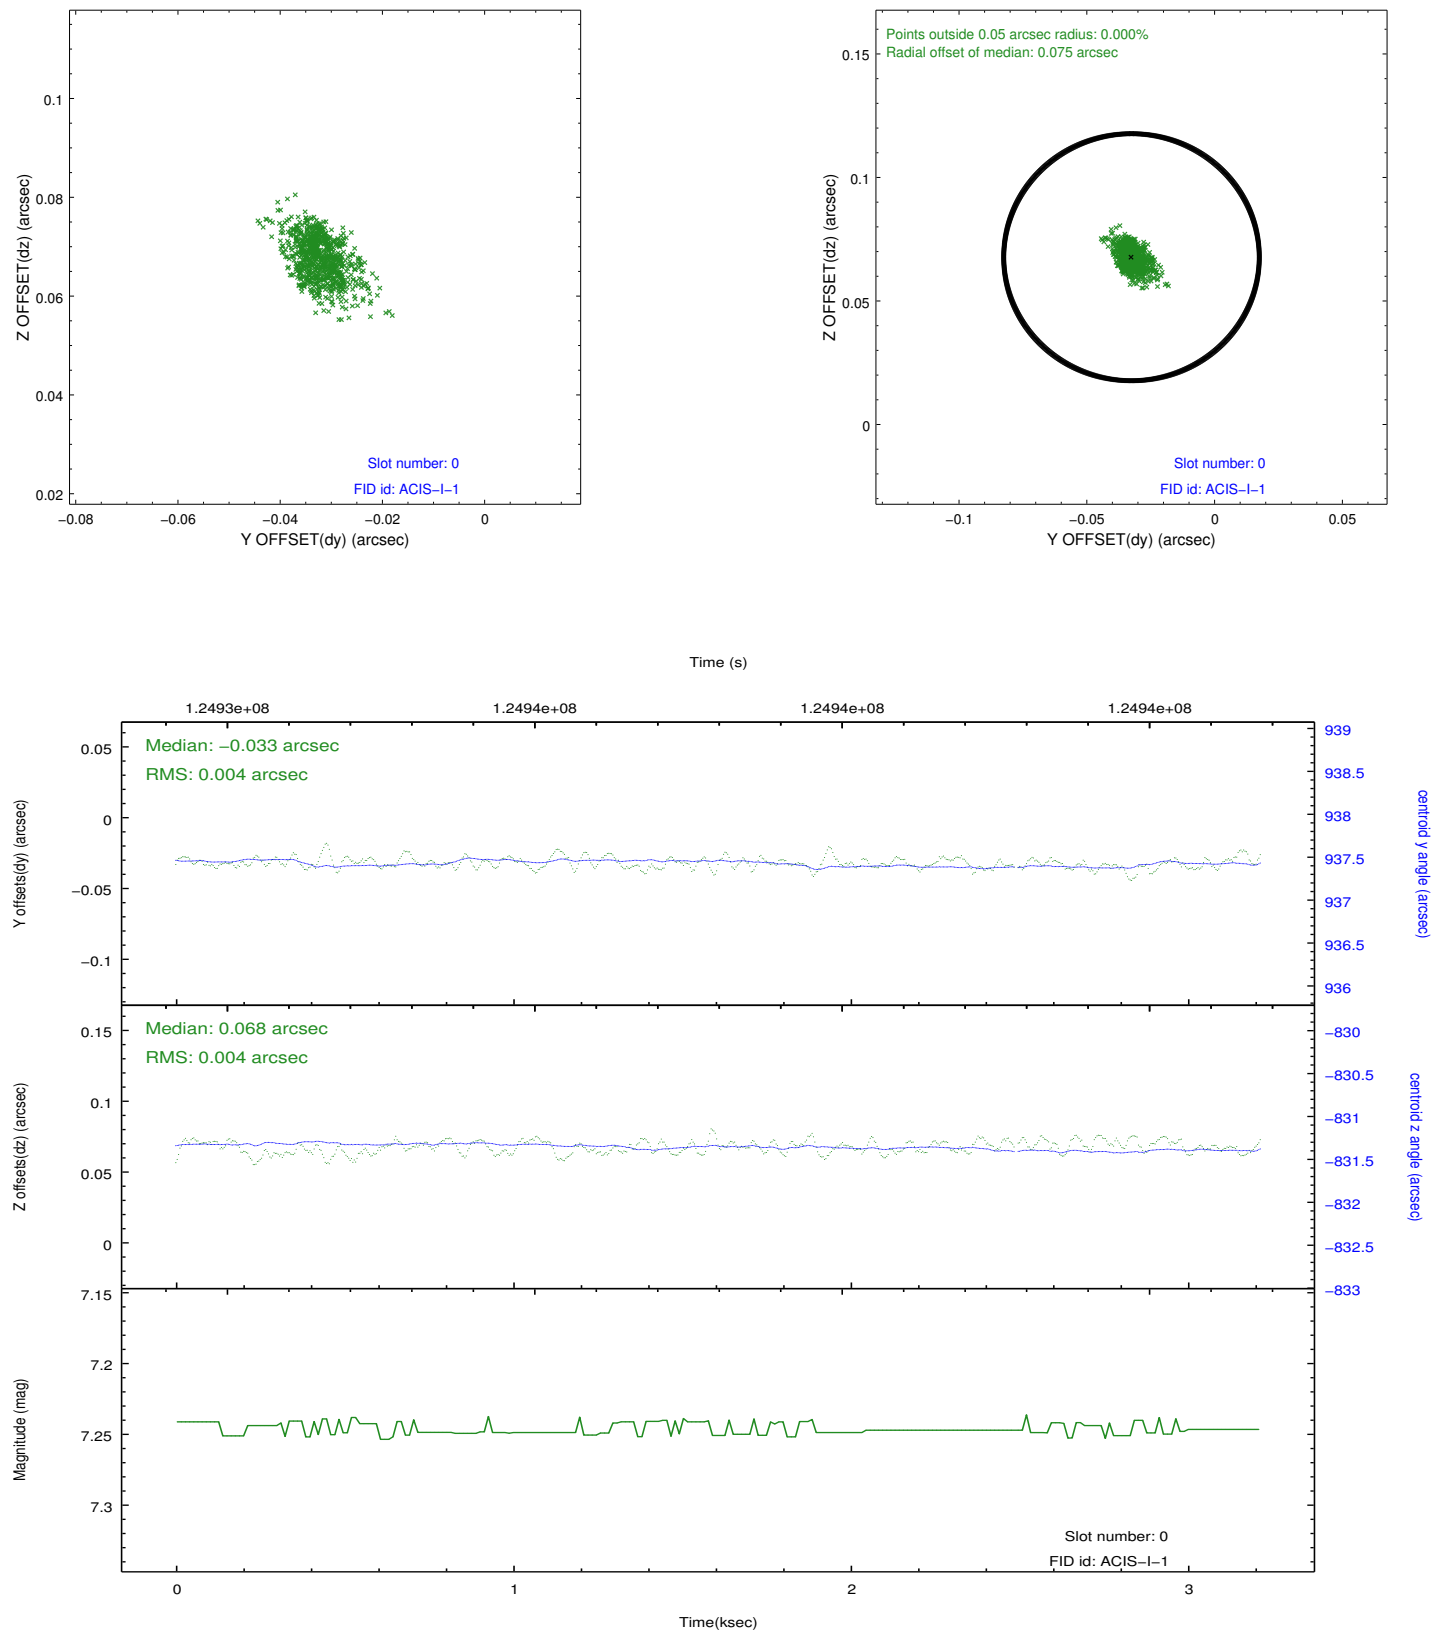 0.1
0.08
0.06
0.04
0.02
Z OFFSET(dz) (arcsec)
Slot number: 0
FID id: ACIS−I−1
−0.08 −0.06 −0.04 −0.02 0
Y OFFSET(dy) (arcsec)
Points outside 0.05 arcsec radius: 0.000%
Radial offset of median: 0.075 arcsec
0.15
0.1
0.05
0
Z OFFSET(dz) (arcsec)
Slot number: 0
FID id: ACIS−I−1
−0.1 −0.05 0 0.05
Y OFFSET(dy) (arcsec)
Time (s)
1.2493e+08 1.2494e+08 1.2494e+08 1.2494e+08
Median: −0.033 arcsec
RMS: 0.004 arcsec
0.05
0
−0.05
−0.1
Y offsets(dy) (arcsec)
939
938.5
938
937.5
937
936.5
936
centroid y angle (arcsec)
Median: 0.068 arcsec
RMS: 0.004 arcsec
0.15
0.1
0.05
0
Z offsets(dz) (arcsec)
−830
−830.5
−831
−831.5
−832
−832.5
−833
centroid z angle (arcsec)
7.15
7.2
7.25
7.3
Magnitude (mag)
Slot number: 0
FID id: ACIS−I−1
0 1 2 3
Time(ksec)